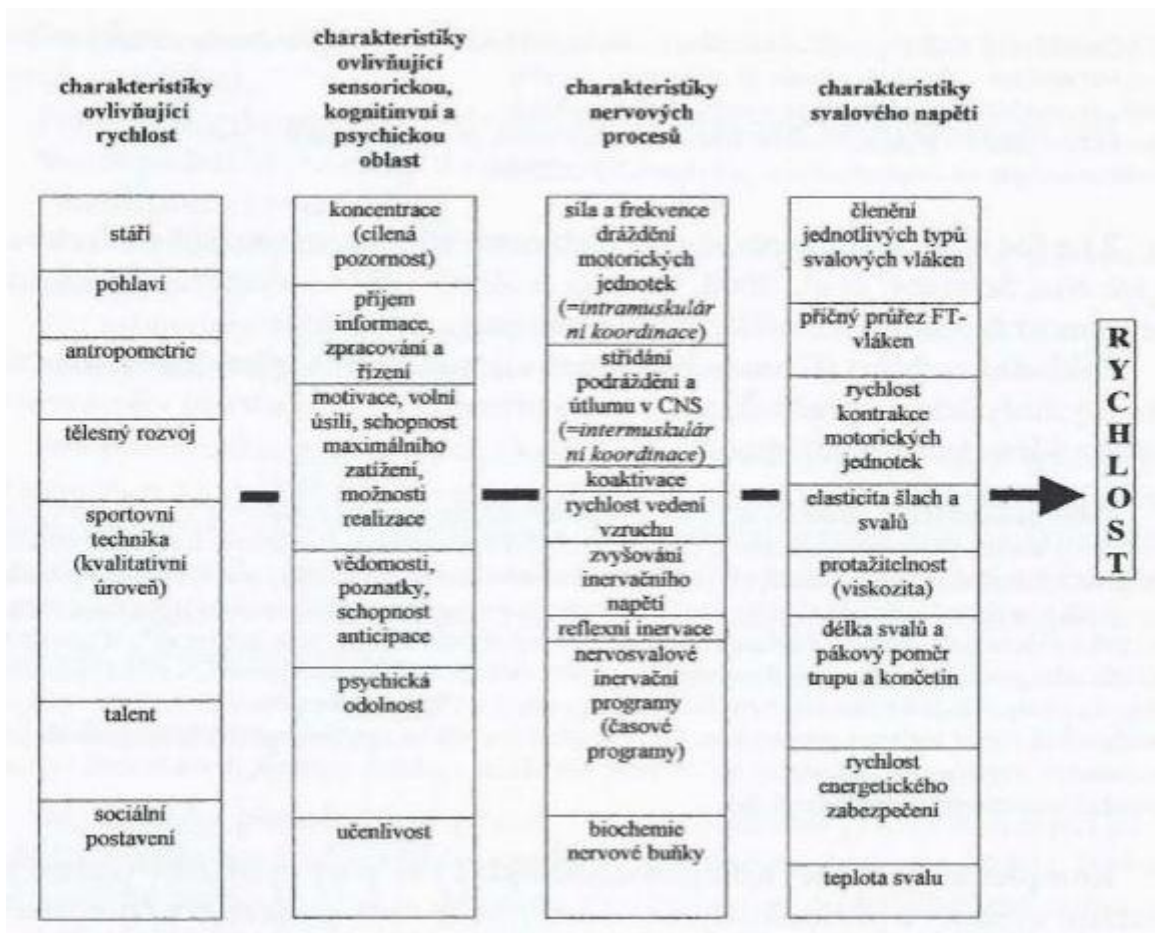 charakteristiky
ovlivňující
rychlost
stáří
pohlaví
antropometrie
tělesný rozvoj
sportovní
technika
(kvalitativní
úroveň)
talent
sociální
postavení
charakteristiky
ovlivňující
sensorickou,
kognitinvní a
psychickou
oblast
koncentrace
(cílená
pozornost)
příjem
informace,
zpracování a
řízení
motivace, volní
úsilí, schopnost
maximálního
zatížení,
možnosti
realizace
vědomosti,
poznatky,
schopnost
anticipace
psychická
odolnost
učenlivost
charakteristiky
nervových
procesů
síla a frekvence
dráždění
motorických
jednotek
(=intramuskulár
ní koordinace)
střídání
podráždění a
útlumu v CNS
(=intermuskulár
ní koordinace)
koaktivace
rychlost vedení
vzruchu
zvyšování
inervačního
napětí
reflexní inervace
nervosvalové
inervační
programy
(časové
programy)
biochemie
nervové buňky
charakteristiky
svalového napětí
členění
jednotlivých typů
svalových vláken
příčný průřez FT-
vláken
rychlost
kontrakce
motorických
jednotek
elasticita šlach a
svalů
protažitelnost
(viskozita)
délka svalů a
pákový poměr
trupu a končetin
rychlost
energetického
zabezpečení
teplota svalu
RYCHLOST